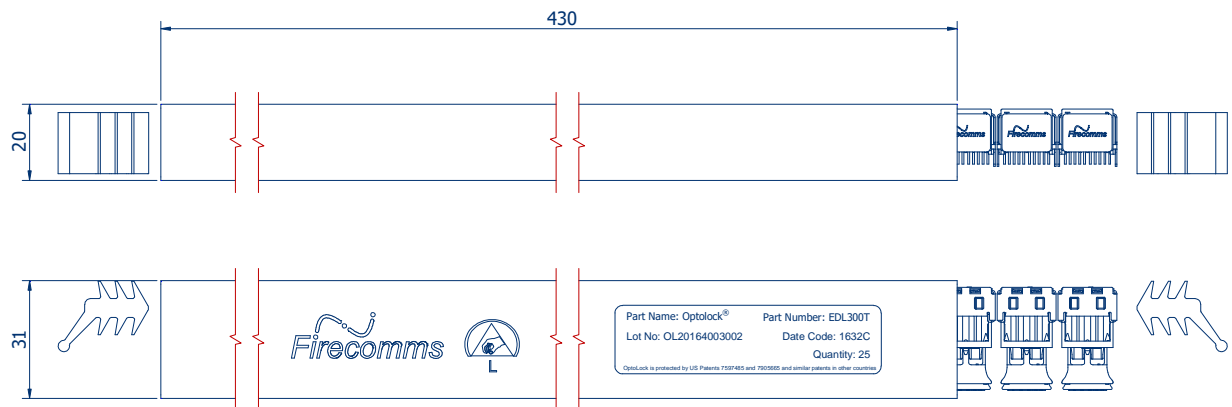 430
20
Firecomms Firecomms Firecomms
31
Firecomms
L
Part Name: Optolock® Part Number: EDL300T
Lot No: OL20164003002 Date Code: 1632C
Quantity: 25
OptoLock is protected by US Patents 7597485 and 7905665 and similar patents in other countries